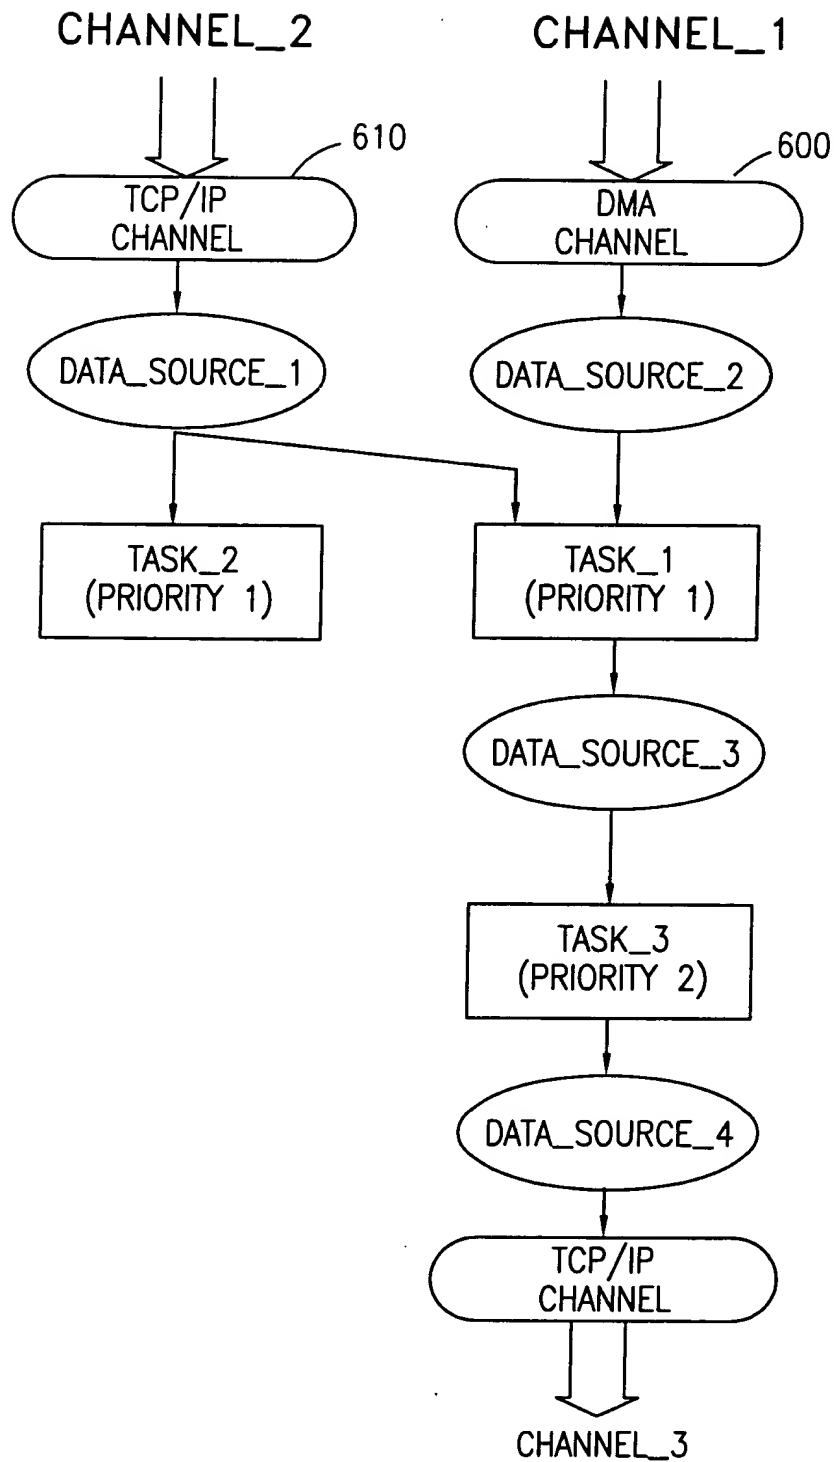 CHANNEL_2
CHANNEL_1
610
600
TCP/IP
CHANNEL
DMA
CHANNEL
DATA_SOURCE_1
DATA_SOURCE_2
TASK_2
(PRIORITY 1)
TASK_1
(PRIORITY 1)
DATA_SOURCE_3
TASK_3
(PRIORITY 2)
DATA_SOURCE_4
TCP/IP
CHANNEL
CHANNEL_3